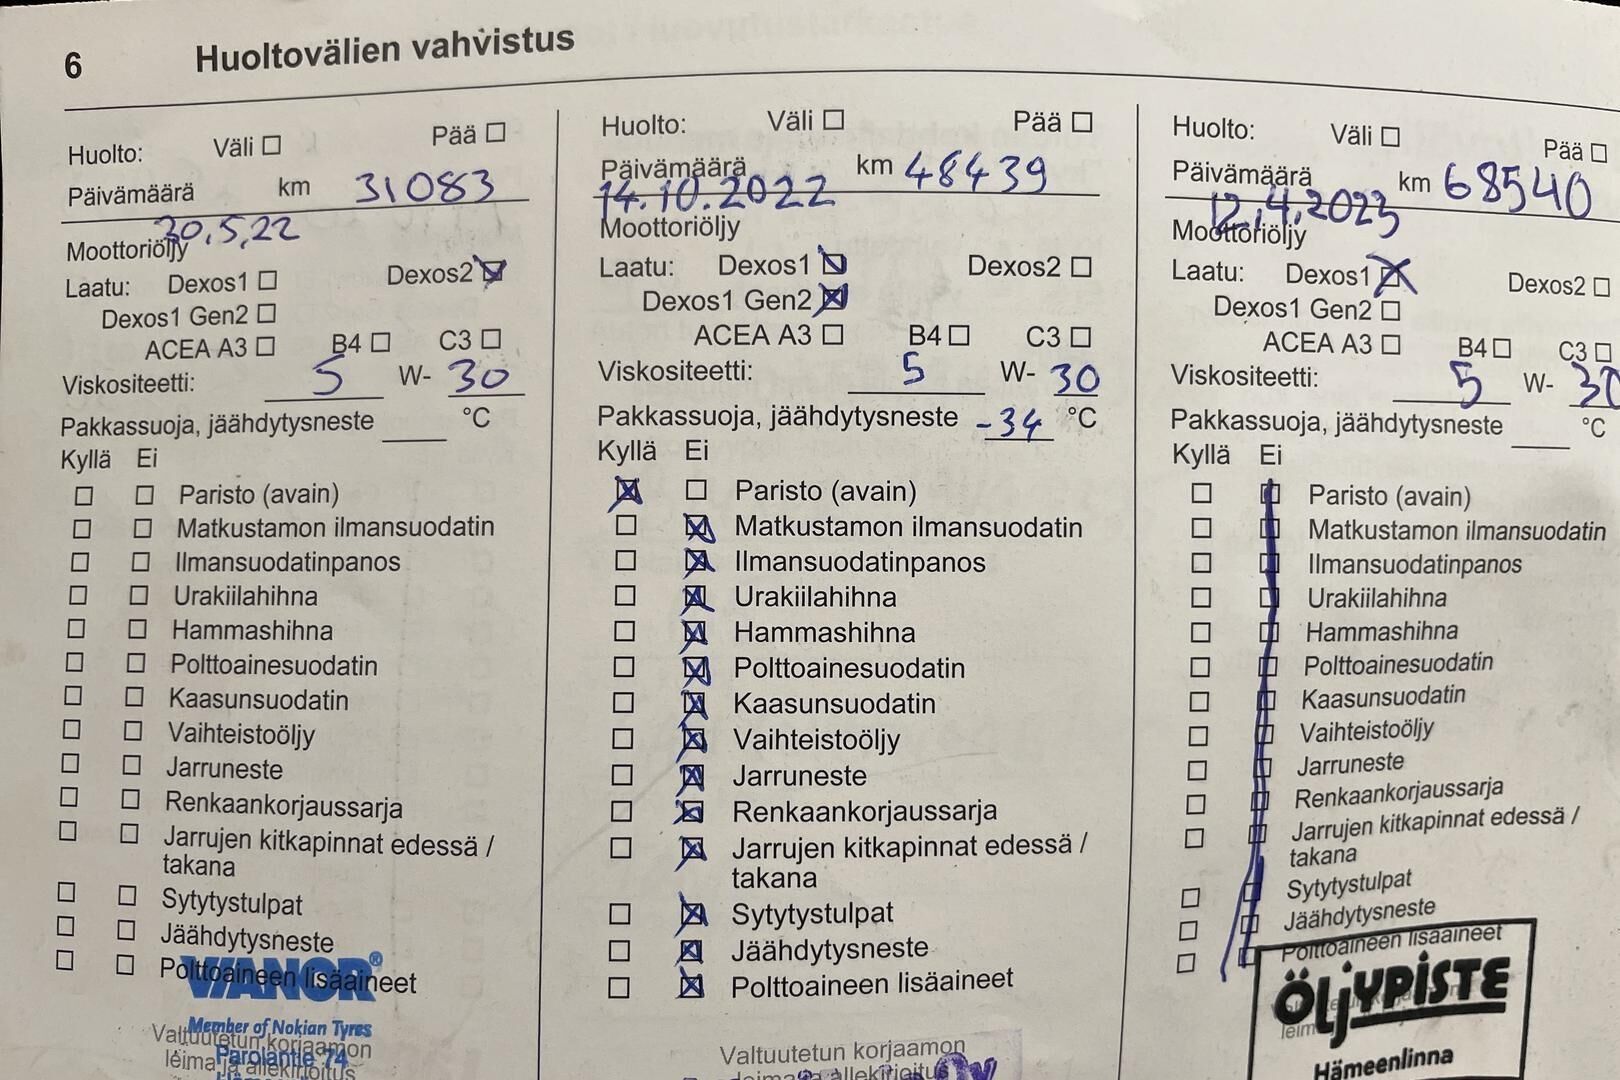 6 Huoltovälien vahvistus
Huolto: Väli Pää
Päivämäärä km 31083
30.5.22
Moottoriöljy
Laatu: Dexos1 Dexos2
Dexos1 Gen2
ACEA A3 B4 C3
Viskositeetti: 5 W- 30
Pakkassuoja, jäähdytysneste °C
Kyllä Ei
Paristo (avain)
Matkustamon ilmansuodatin
Ilmansuodatinpanos
Urakiilahihna
Hammashihna
Polttoainesuodatin
Kaasunsuodatin
Vaihteistoöljy
Jarruneste
Renkaankorjaussarja
Jarrujen kitkapinnat edessä /
takana
Sytytystulpat
Jäähdytysneste
Polttoaineen lisäaineet
VIANOR®
Member of Nokian Tyres
Valtuutetun korjaamon
Parolantie 74
leima ja allekirjoitus
Huolto: Väli Pää
Päivämäärä km 48439
14.10.2022
Moottoriöljy
Laatu: Dexos1 Dexos2
Dexos1 Gen2
ACEA A3 B4 C3
Viskositeetti: 5 W- 30
Pakkassuoja, jäähdytysneste -34 °C
Kyllä Ei
Paristo (avain)
Matkustamon ilmansuodatin
Ilmansuodatinpanos
Urakiilahihna
Hammashihna
Polttoainesuodatin
Kaasunsuodatin
Vaihteistoöljy
Jarruneste
Renkaankorjaussarja
Jarrujen kitkapinnat edessä /
takana
Sytytystulpat
Jäähdytysneste
Polttoaineen lisäaineet
Valtuutetun korjaamon
leima ja allekirjoitus
Huolto: Väli Pää
Päivämäärä km 68540
12.4.2023
Moottoriöljy
Laatu: Dexos1 Dexos2
Dexos1 Gen2
ACEA A3 B4 C3
Viskositeetti: 5 W- 30
Pakkassuoja, jäähdytysneste °C
Kyllä Ei
Paristo (avain)
Matkustamon ilmansuodatin
Ilmansuodatinpanos
Urakiilahihna
Hammashihna
Polttoainesuodatin
Kaasunsuodatin
Vaihteistoöljy
Jarruneste
Renkaankorjaussarja
Jarrujen kitkapinnat edessä /
takana
Sytytystulpat
Jäähdytysneste
Polttoaineen lisäaineet
ÖljYPiSTE
Hämeenlinna